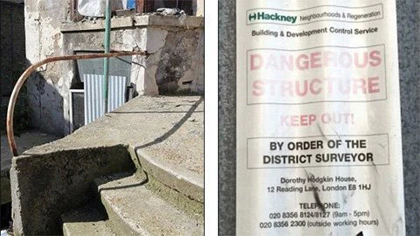 Hackney Neighbourhoods & Regeneration
Building & Development Control Service
DANGEROUS
STRUCTURE
KEEP OUT!
BY ORDER OF THE
DISTRICT SURVEYOR
Dorothy Hodgkin House,
12 Reading Lane, London E8 1HJ
TELEPHONE:
020 8356 8124/8127 (9am - 5pm)
020 8356 2300 (outside working hours)